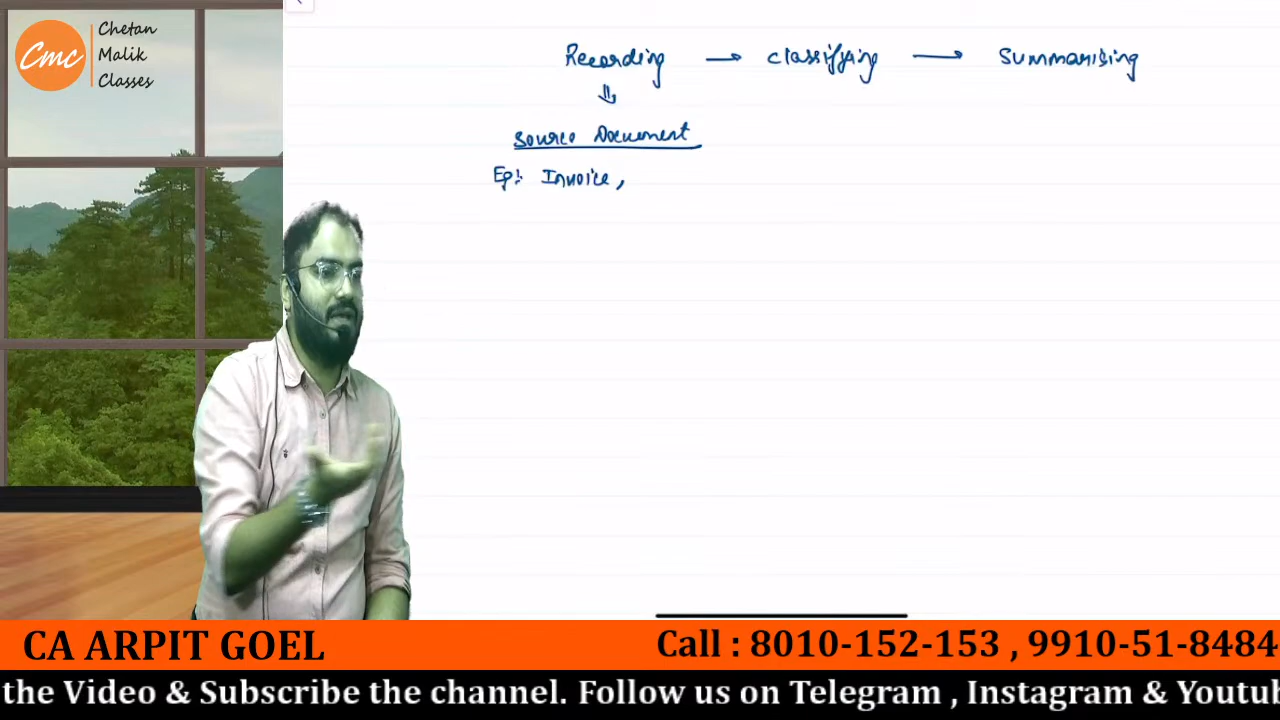 Cmc
Chetan
Malik
Classes
Recording → classifying → Summarising
⇓
Source Document
Eg:- Invoice,
CA ARPIT GOEL
Call : 8010-152-153 , 9910-51-8484
the Video & Subscribe the channel. Follow us on Telegram , Instagram & Youtub